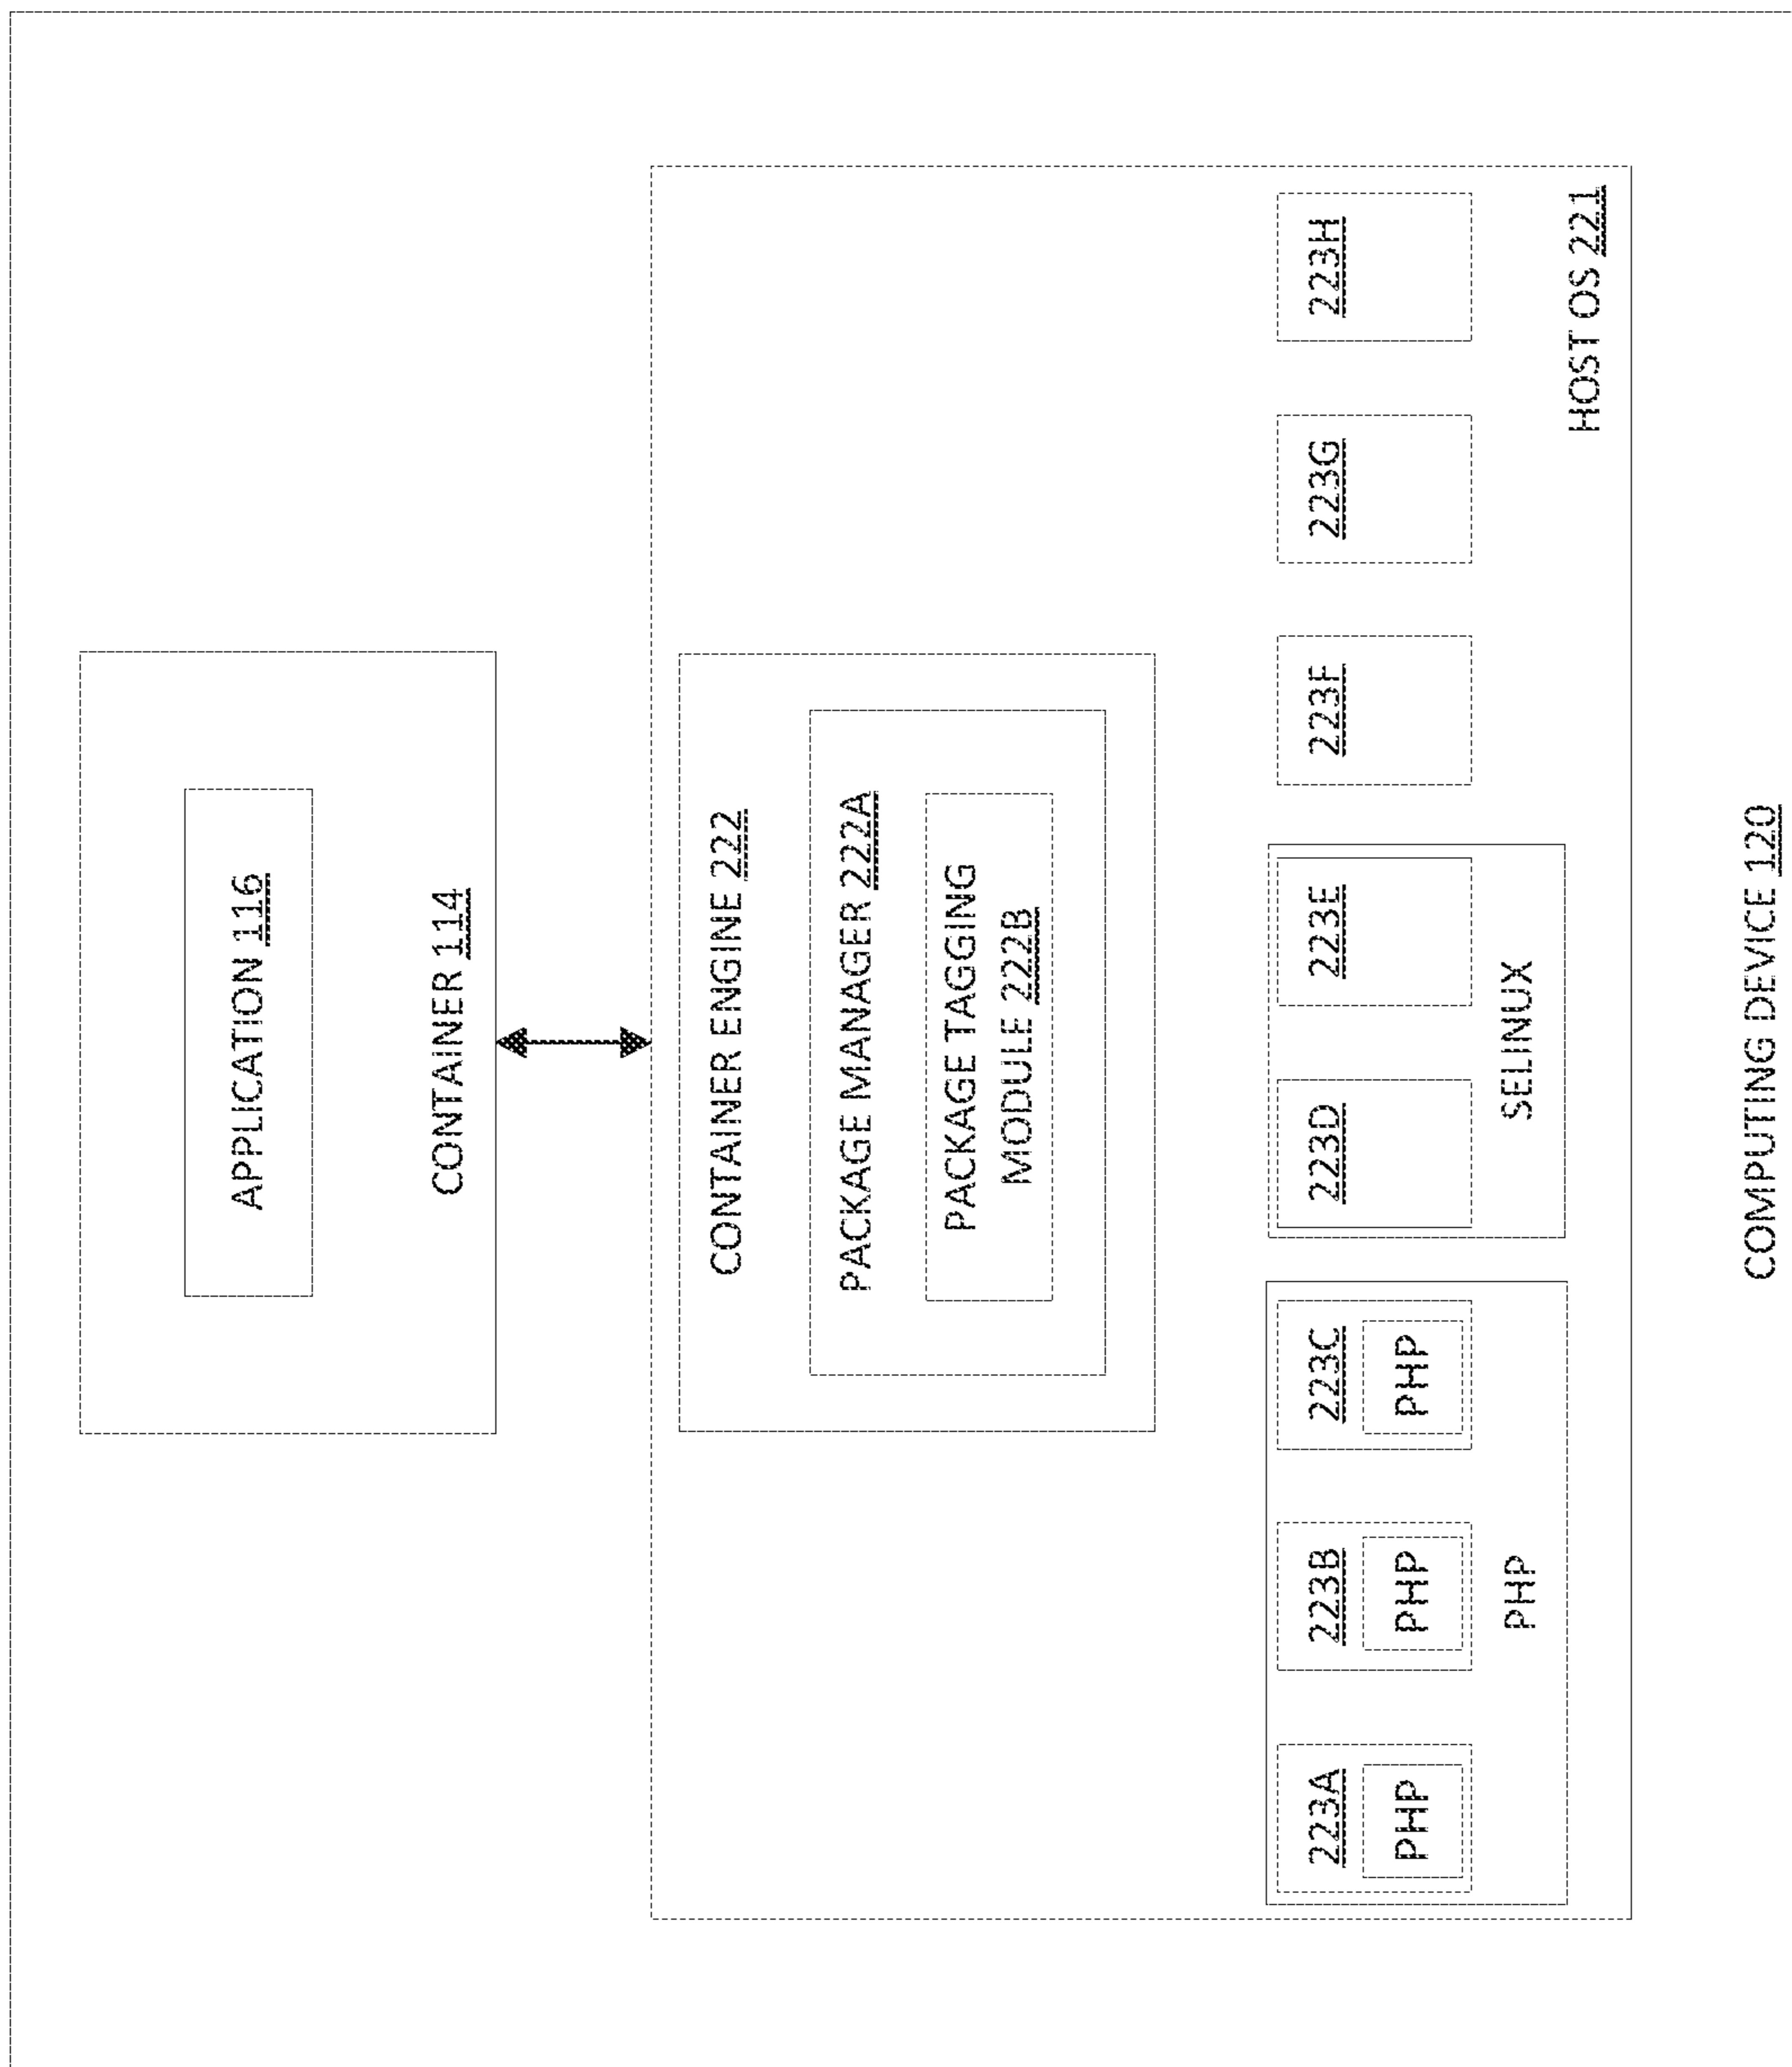 APPLICATION 116
CONTAINER 114
CONTAINER ENGINE 222
PACKAGE MANAGER 222A
PACKAGE TAGGING
MODULE 222B
223A
PHP
223B
PHP
223C
PHP
PHP
223D
223E
SELINUX
223F
223G
223H
HOST OS 221
COMPUTING DEVICE 120